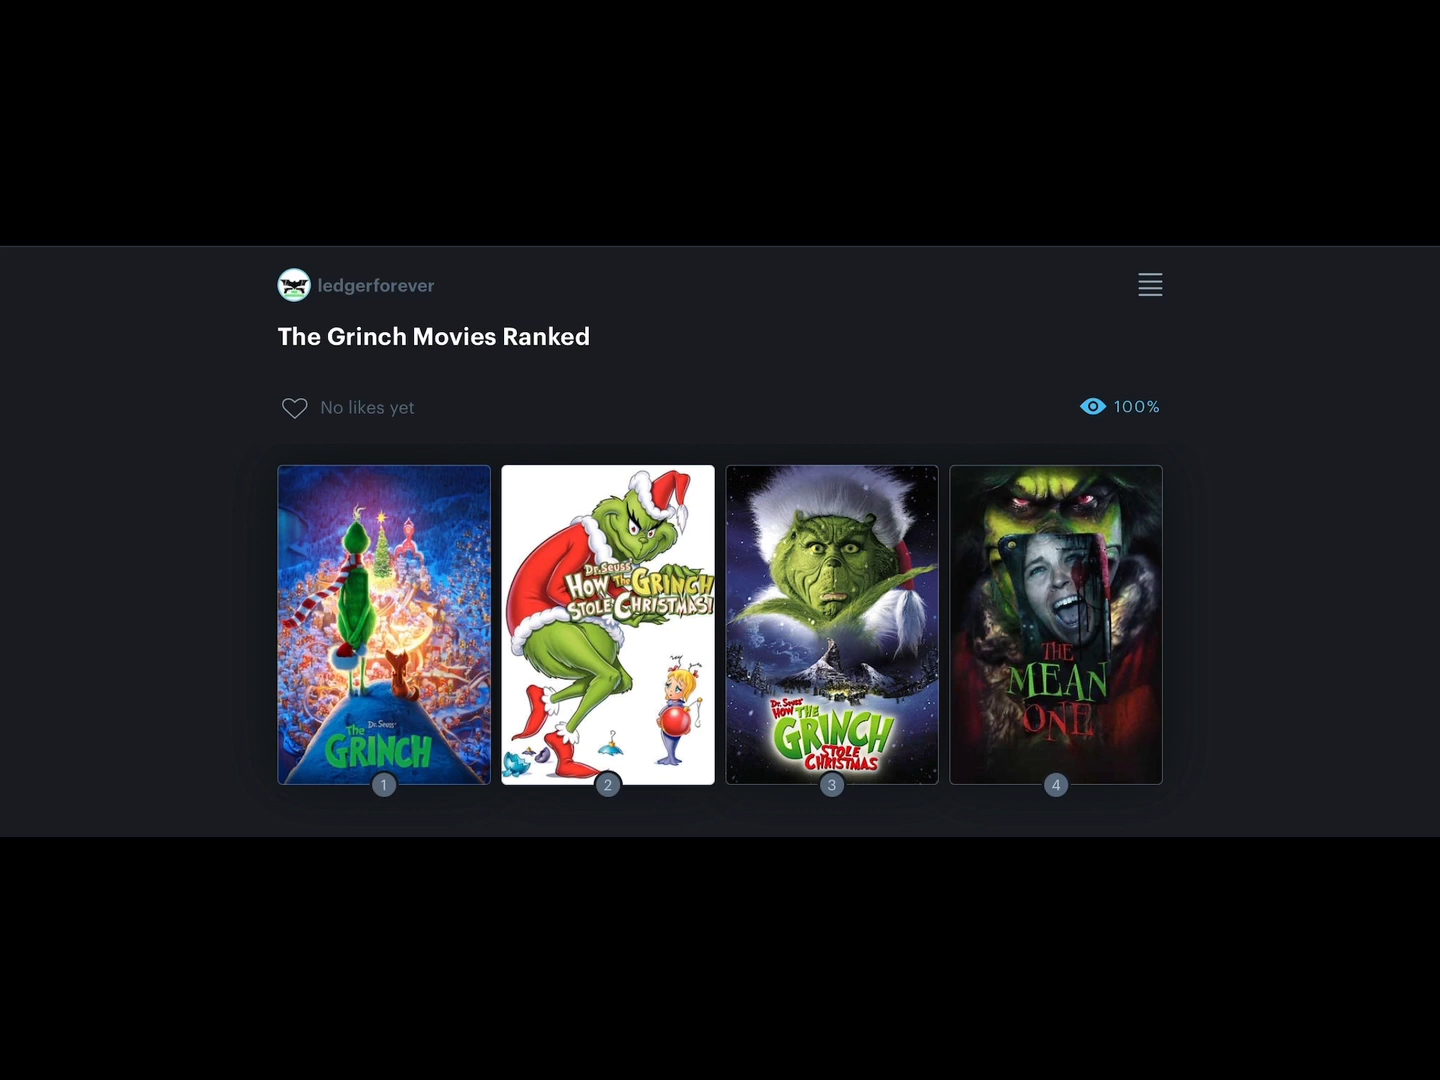 ledgerforever
The Grinch Movies Ranked
No likes yet
100%
Dr. Seuss'
The
GRINCH
1
Dr. Seuss'
HOW The GRINCH
STOLE CHRISTMAS!
2
Dr. Seuss'
HOW THE
GRINCH
STOLE
CHRISTMAS
3
THE
MEAN
ONE
4